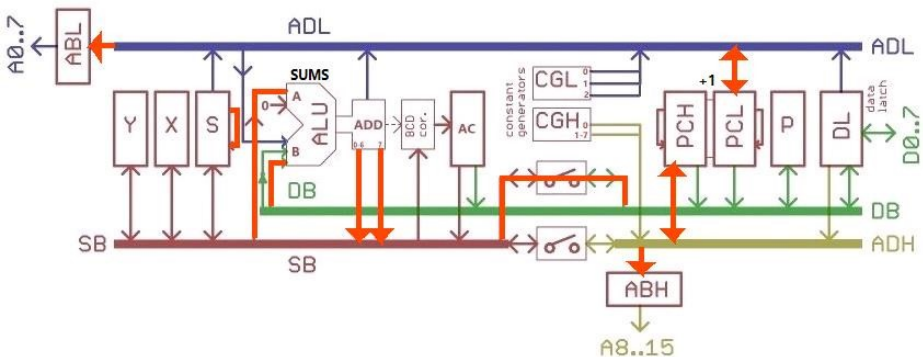 ADL
ADL
A0..7
ABL
SUMS
A
0
ALU
B
ADD
0-6 7
BCD
cor.
AC
Y
X
S
constant
generators
CGL
0
1
2
CGH
0
1-7
+1
PCH
PCL
P
DL
data
latch
D0..7
DB
DB
SB
SB
ADH
ABH
A8..15